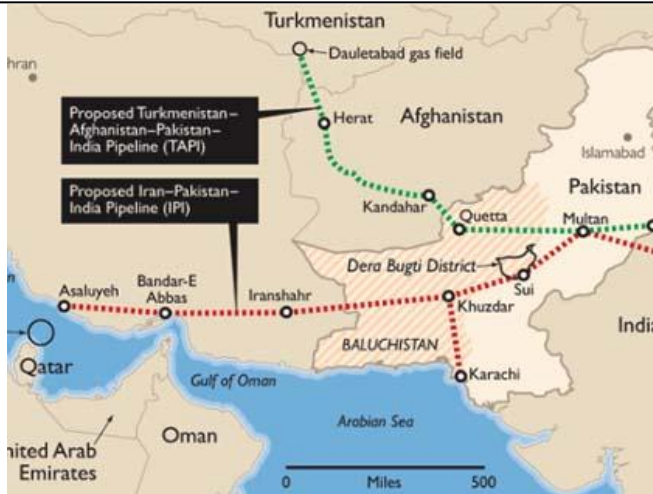 Turkmenistan
Dauletabad gas field
hran
Proposed Turkmenistan–
Afghanistan–Pakistan–
India Pipeline (TAPI)
Herat
Afghanistan
Islamabad
Pakistan
Proposed Iran–Pakistan–
India Pipeline (IPI)
Kandahar
Quetta
Multan
Dera Bugti District
Sui
Asaluyeh
Bandar-E
Abbas
Iranshahr
Khuzdar
India
BALUCHISTAN
Qatar
Gulf of Oman
Karachi
Arabian Sea
Oman
nited Arab
Emirates
0
Miles
500